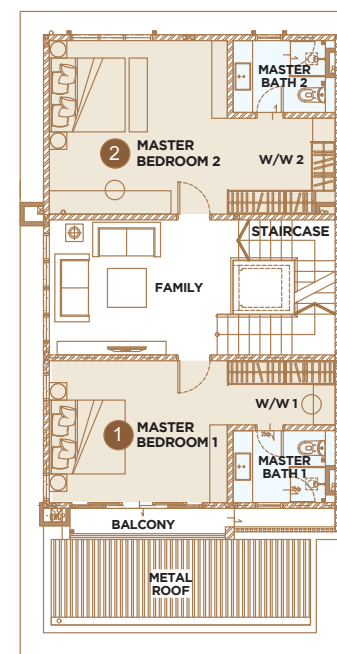 MASTER
BATH 2
2
MASTER
BEDROOM 2
W/W 2
STAIRCASE
FAMILY
W/W 1
1
MASTER
BEDROOM 1
MASTER
BATH 1
BALCONY
METAL
ROOF